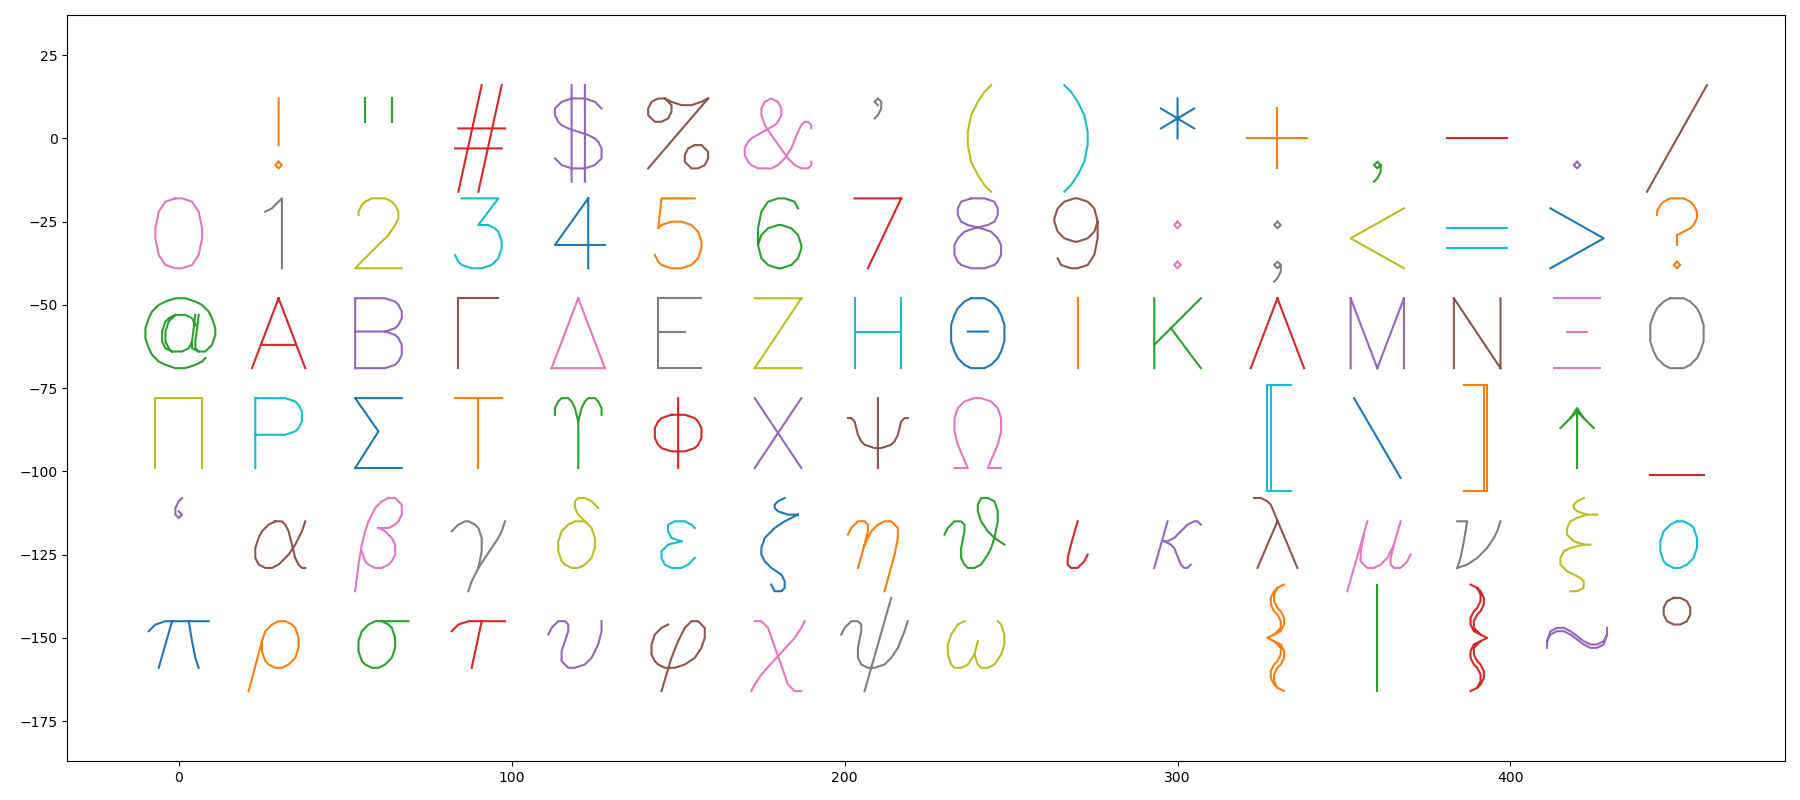 25
! " # $ % & ’ ( ) * + , − . /
0
−25
0 1 2 3 4 5 6 7 8 9 : ; < = > ?
−50
@ Α Β Γ Δ Ε Ζ Η Θ Ι Κ Λ Μ Ν Ξ Ο
−75
Π Ρ Σ Τ ϒ Φ Χ Ψ Ω [ \ ] ↑ _
−100
‘ α β γ δ ε ζ η ϑ ι κ λ μ ν ξ ο
−125
π ρ σ τ υ φ χ ψ ω { | } ~ °
−150
−175
0 100 200 300 400